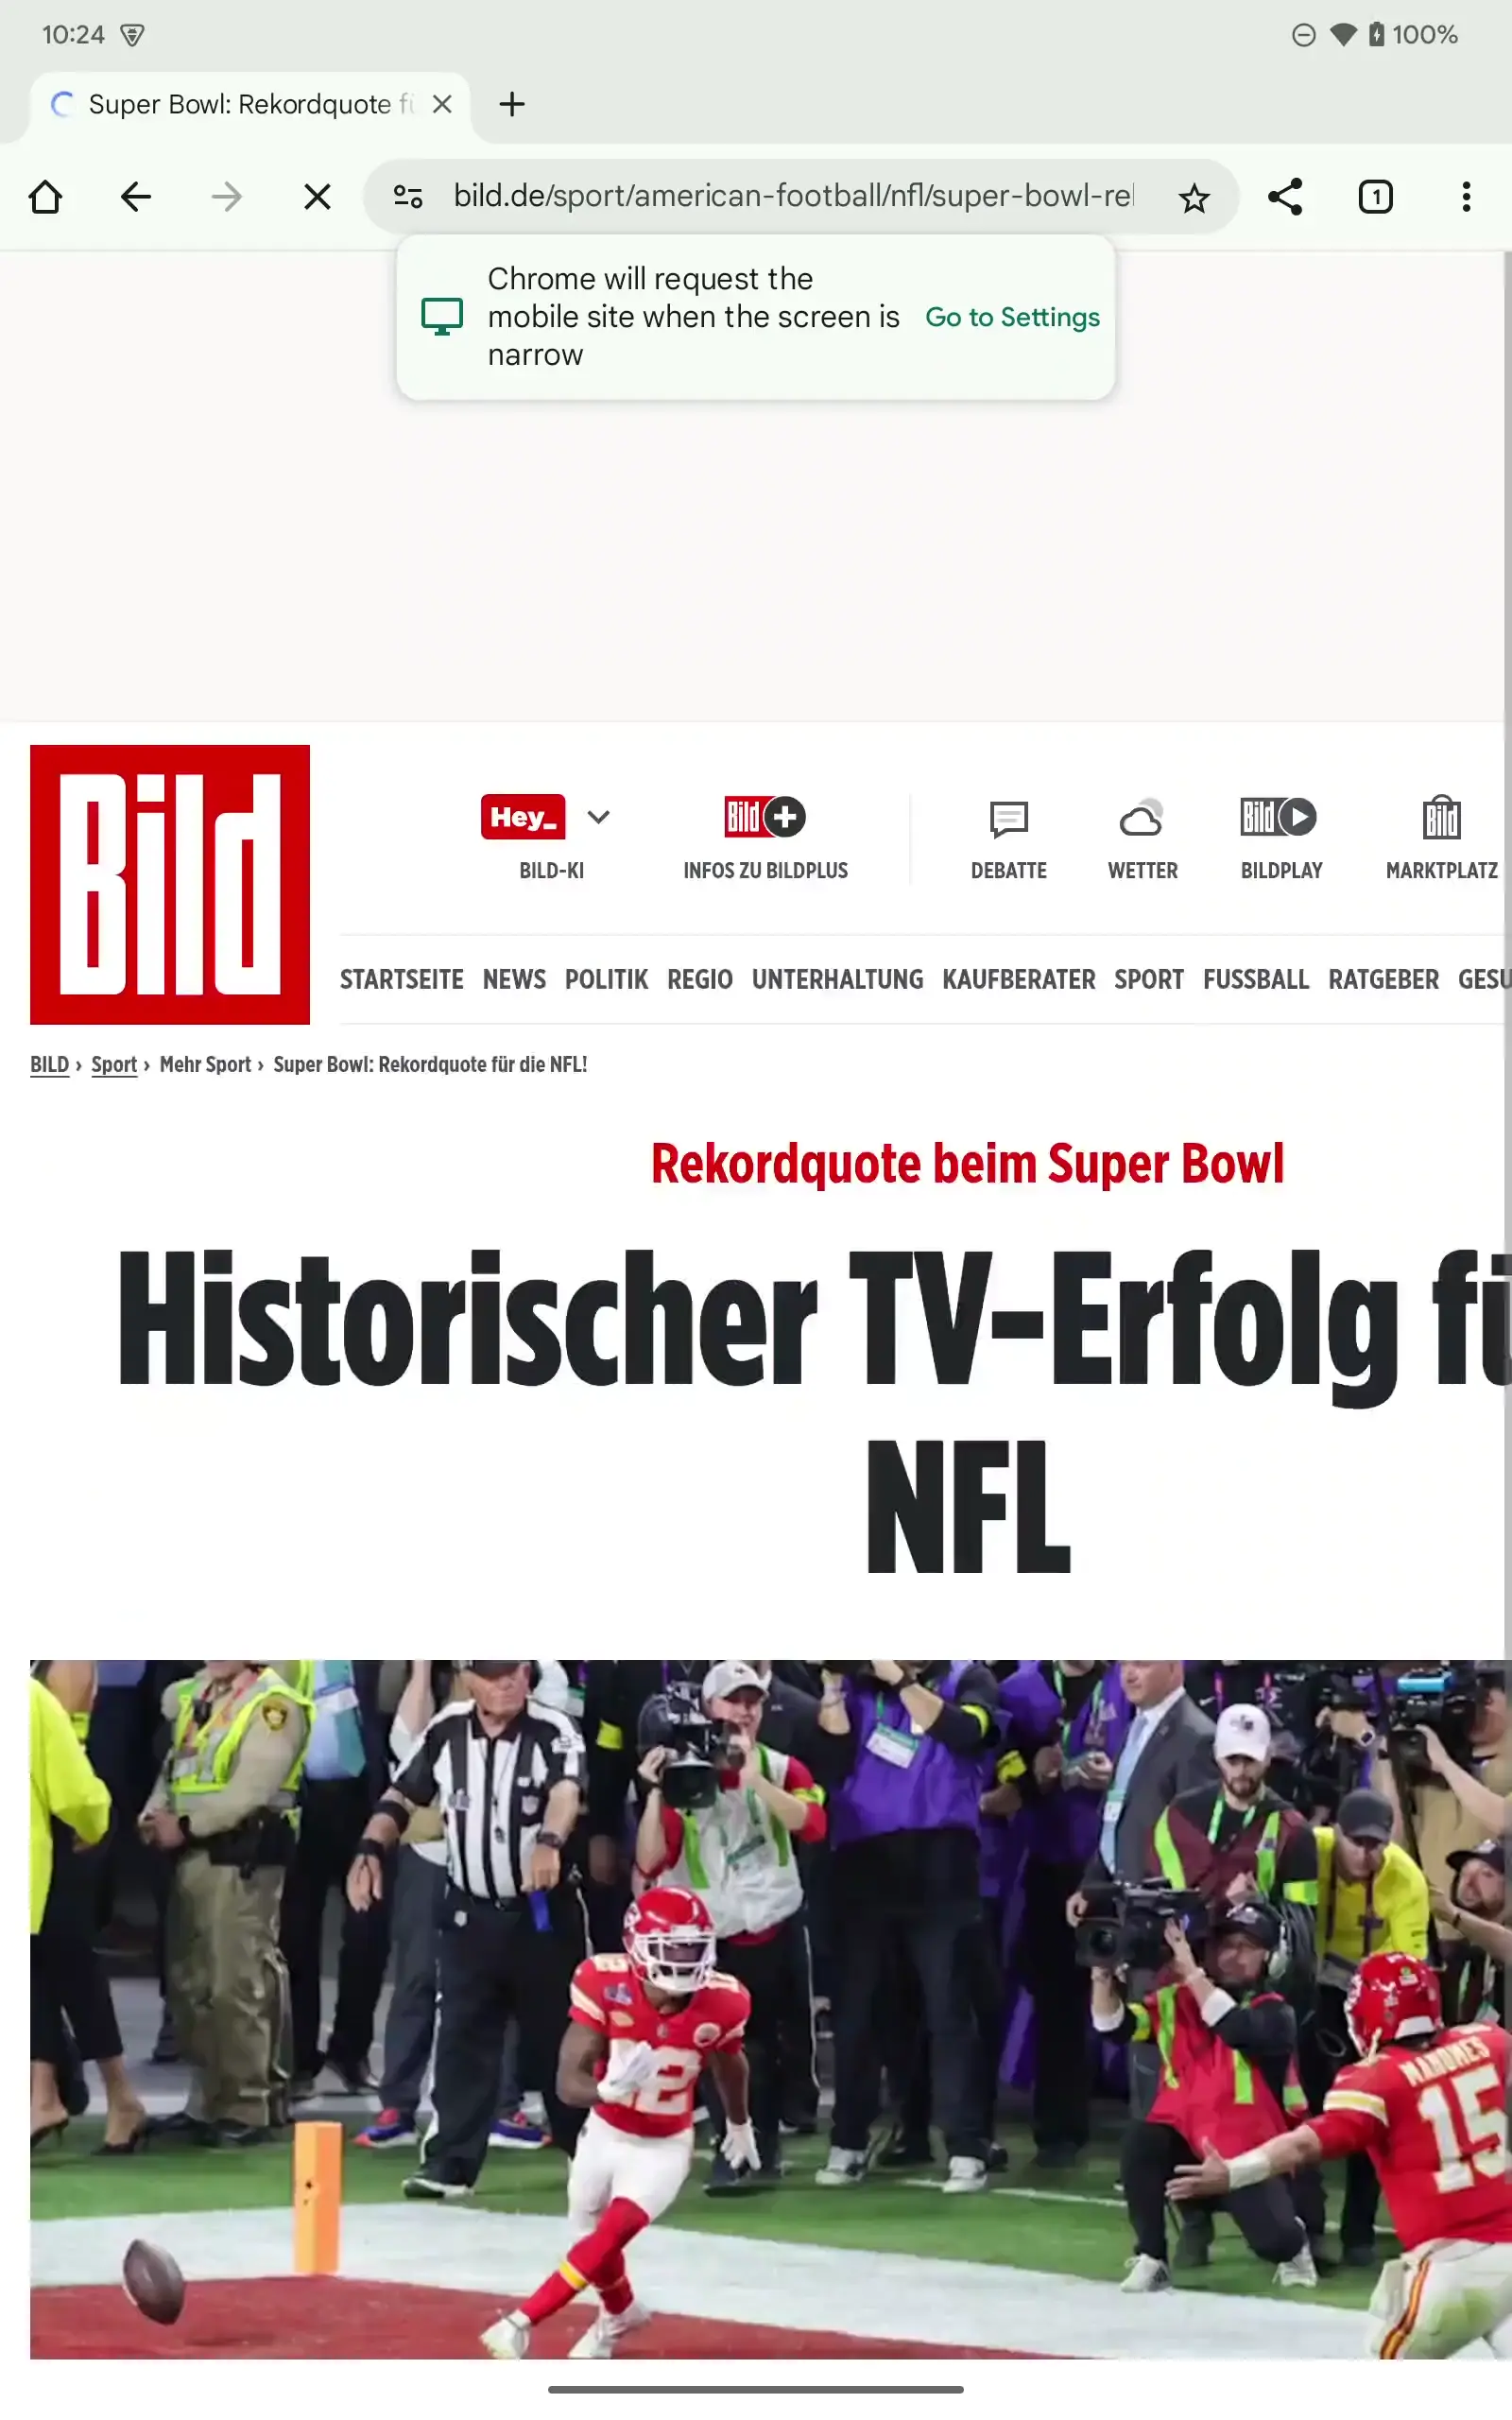 10:24
100%
Super Bowl: Rekordquote fü
bild.de/sport/american-football/nfl/super-bowl-rel
1
Chrome will request the
mobile site when the screen is
narrow
Go to Settings
Bild
Hey_
Bild
Bild
Bild
BILD-KI
INFOS ZU BILDPLUS
DEBATTE
WETTER
BILDPLAY
MARKTPLATZ
STARTSEITE NEWS POLITIK REGIO UNTERHALTUNG KAUFBERATER SPORT FUSSBALL RATGEBER GESU
BILD › Sport › Mehr Sport › Super Bowl: Rekordquote für die NFL!
Rekordquote beim Super Bowl
Historischer TV-Erfolg fü
NFL
12
MAHOMES
15